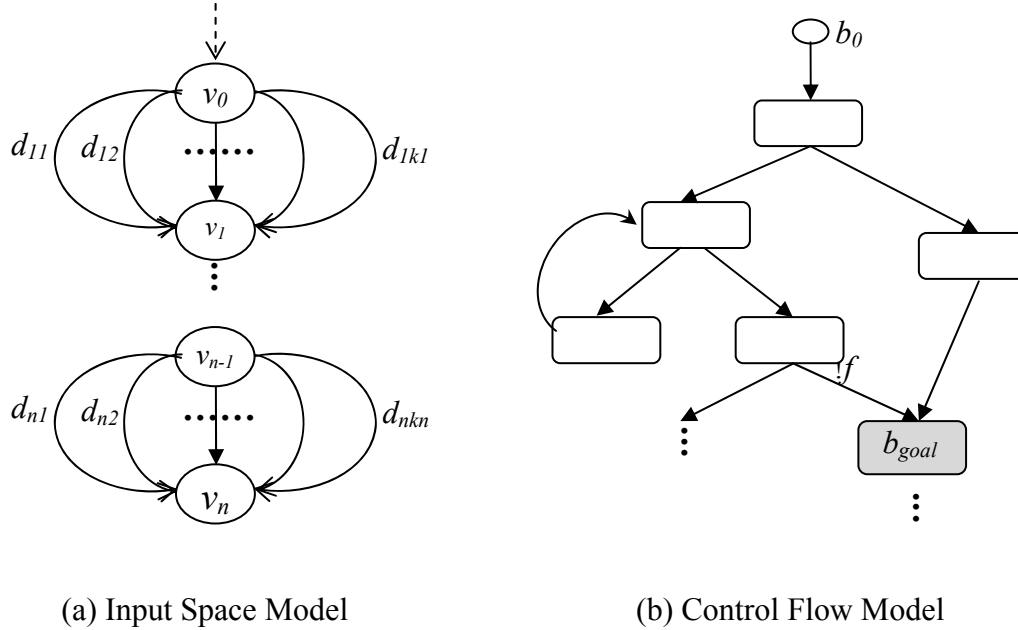 v0
d11 d12 ...... d1k1
v1
...
vn-1
dn1 dn2 ...... dnkn
vn
(a) Input Space Model
b0
!f
...
bgoal
...
(b) Control Flow Model